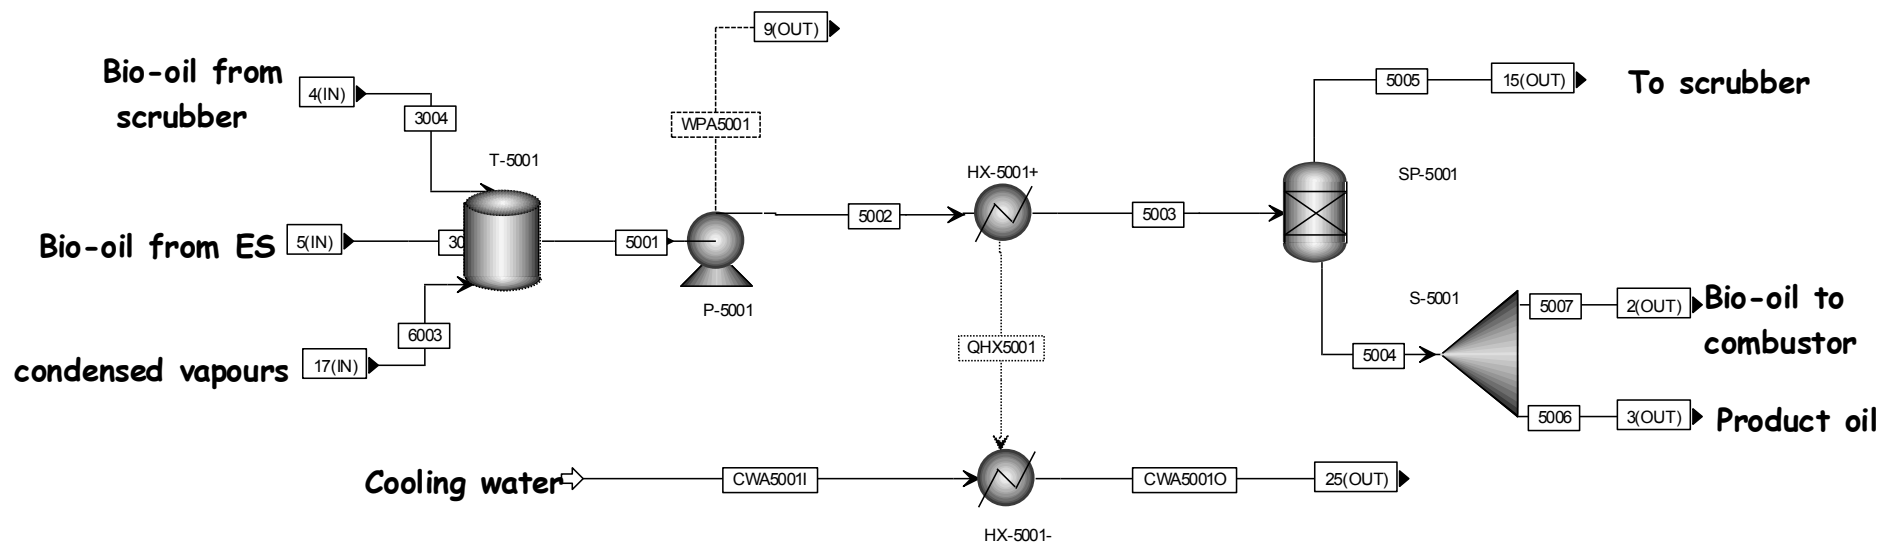 9(OUT)
Bio-oil from
scrubber
4(IN)
3004
5005
15(OUT)
To scrubber
WPA5001
T-5001
HX-5001+
SP-5001
Bio-oil from ES
5(IN)
30
5001
5002
5003
P-5001
S-5001
5007
2(OUT)
Bio-oil to
combustor
6003
QHX5001
5004
condensed vapours
17(IN)
5006
3(OUT)
Product oil
Cooling water
CWA5001I
CWA5001O
25(OUT)
HX-5001-